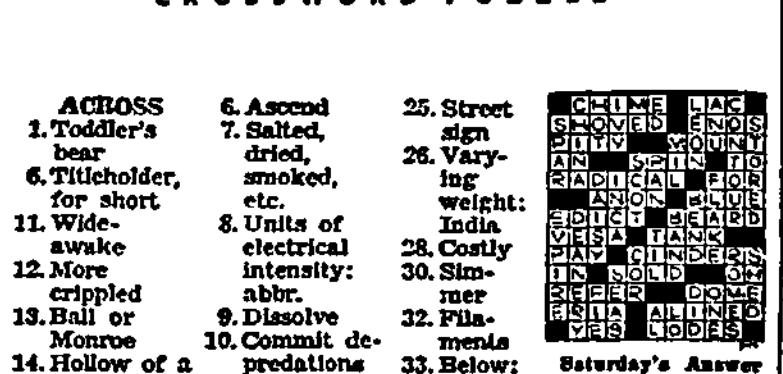 CROSSWORD
ACROSS
1. Toddler's
bear
6. Titleholder,
for short
11. Wide-
awake
12. More
crippled
13. Ball or
Monroe
14. Hollow of a
6. Ascend
7. Salted,
dried,
smoked,
etc.
8. Units of
electrical
intensity:
abbr.
9. Dissolve
10. Commit de-
predations
25. Street
sign
26. Vary-
ing
weight:
India
28. Costly
30. Sim-
mer
32. Fila-
ments
33. Below:
CHIME LAC
SHOVED ENOS
PITY MOUNT
AN SPIN TO
RADICAL FOR
ANON BLUE
EDICT BEARD
VESA TANK
PAY CINDERS
IN SOLD OM
REFER DOME
ERIA ALINED
YES LODES
Saturday's Answer